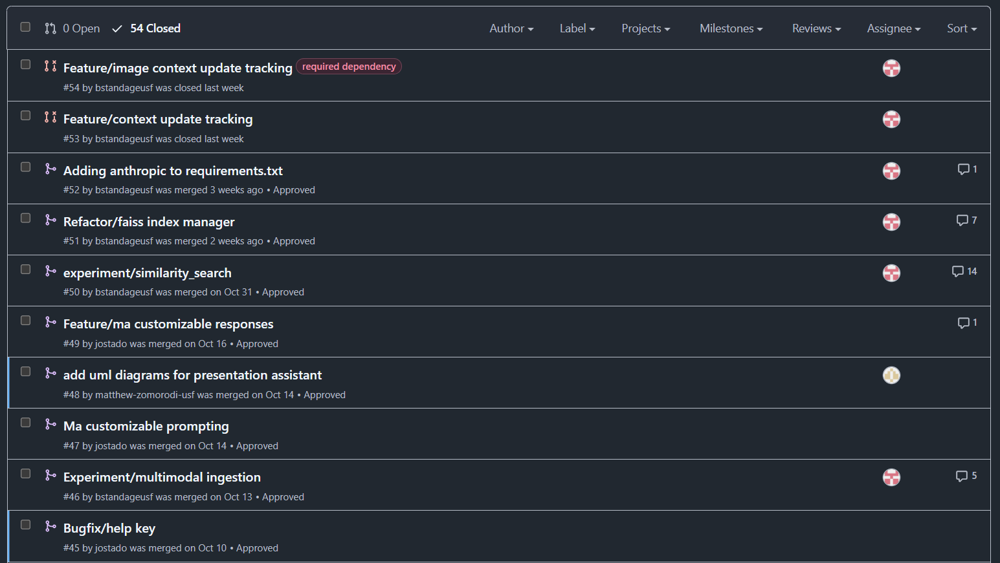 0 Open 54 Closed Author Label Projects Milestones Reviews Assignee Sort
Feature/image context update tracking required dependency
#54 by bstandageusf was closed last week
Feature/context update tracking
#53 by bstandageusf was closed last week
Adding anthropic to requirements.txt 1
#52 by bstandageusf was merged 3 weeks ago • Approved
Refactor/faiss index manager 7
#51 by bstandageusf was merged 2 weeks ago • Approved
experiment/similarity_search 14
#50 by bstandageusf was merged on Oct 31 • Approved
Feature/ma customizable responses 1
#49 by jostado was merged on Oct 16 • Approved
add uml diagrams for presentation assistant
#48 by matthew-zomorodi-usf was merged on Oct 14 • Approved
Ma customizable prompting
#47 by jostado was merged on Oct 14 • Approved
Experiment/multimodal ingestion 5
#46 by bstandageusf was merged on Oct 13 • Approved
Bugfix/help key
#45 by jostado was merged on Oct 10 • Approved